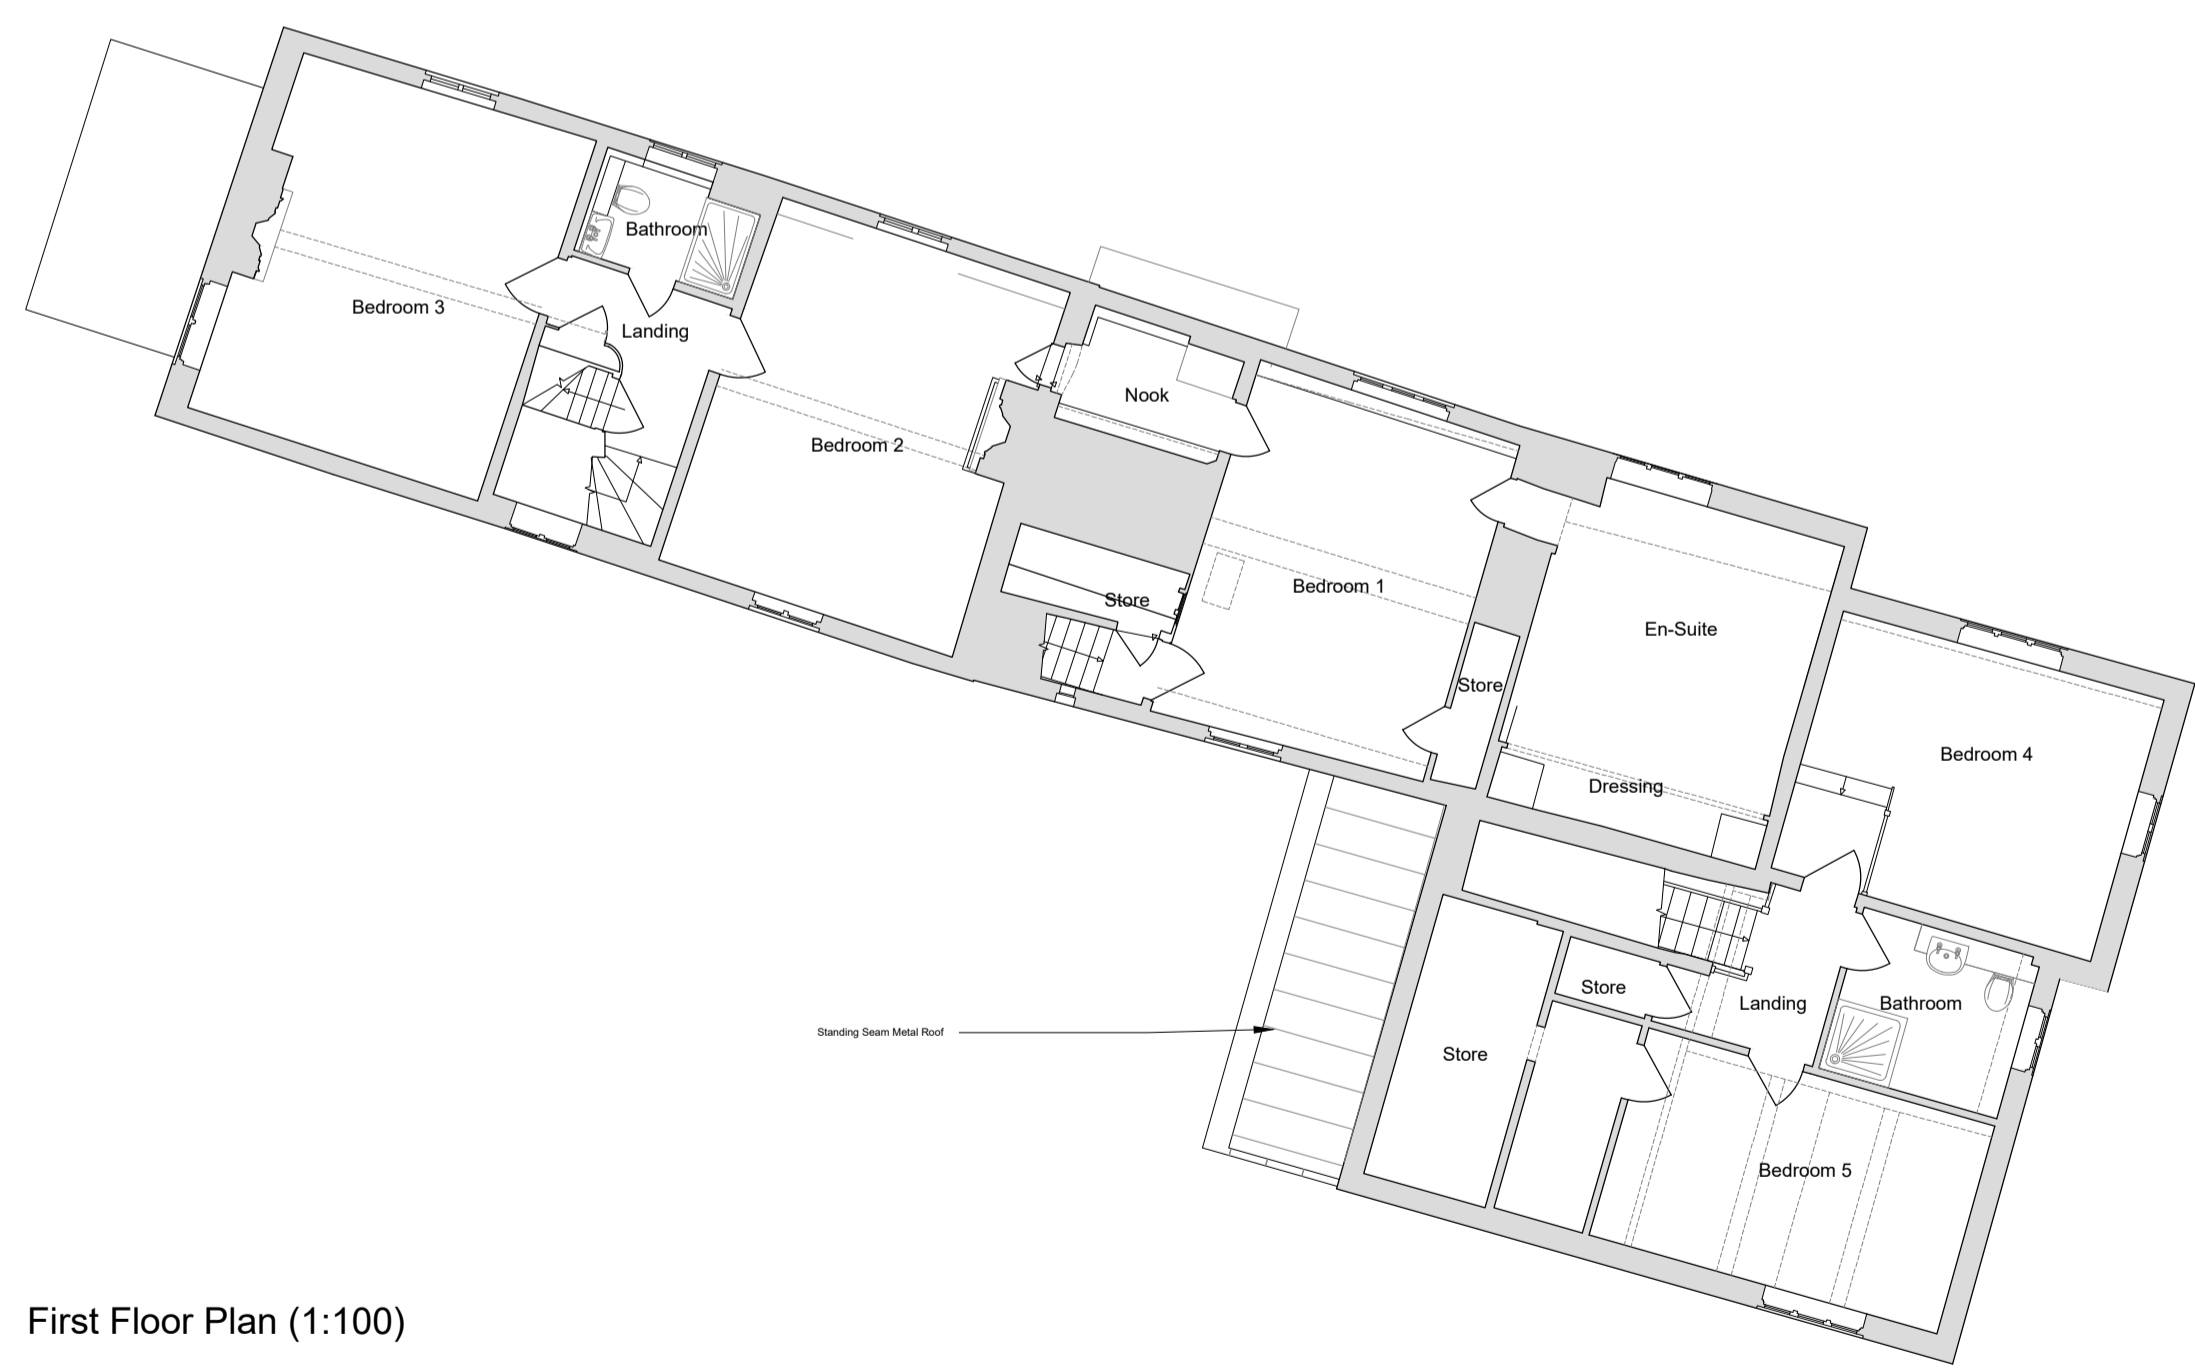 Bathroom
Bedroom 3
Landing
Nook
Bedroom 2
Bedroom 1
Store
En-Suite
Store
Bedroom 4
Dressing
Store
Landing
Bathroom
Standing Seam Metal Roof
Store
Bedroom 5
First Floor Plan (1:100)